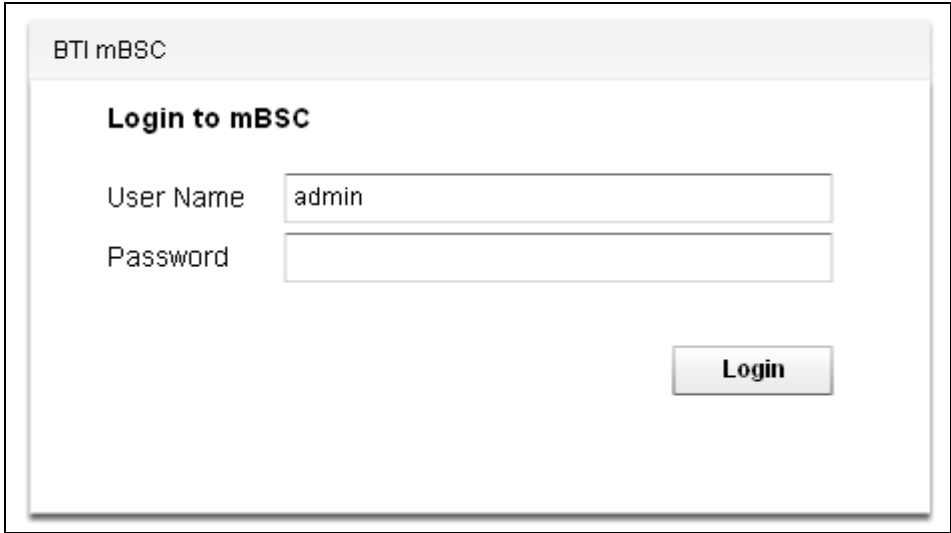 BTI mBSC
Login to mBSC
User Name admin
Password
Login